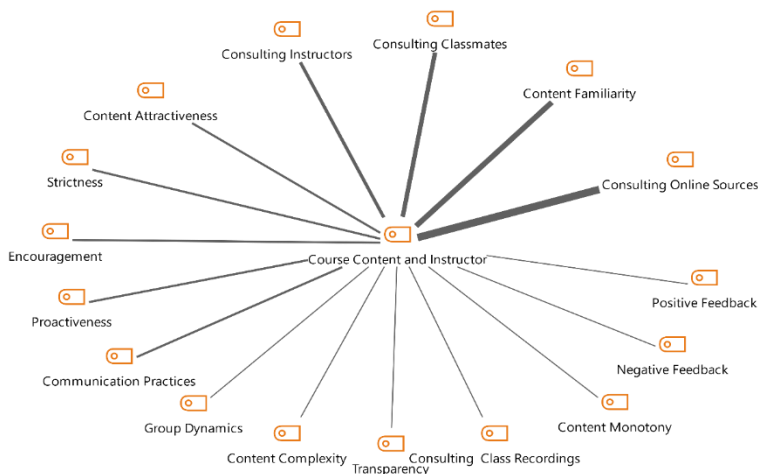 Consulting Classmates
Consulting Instructors
Content Familiarity
Content Attractiveness
Strictness
Consulting Online Sources
Encouragement
Course Content and Instructor
Positive Feedback
Proactiveness
Negative Feedback
Communication Practices
Group Dynamics
Content Monotony
Content Complexity
Consulting Class Recordings
Transparency